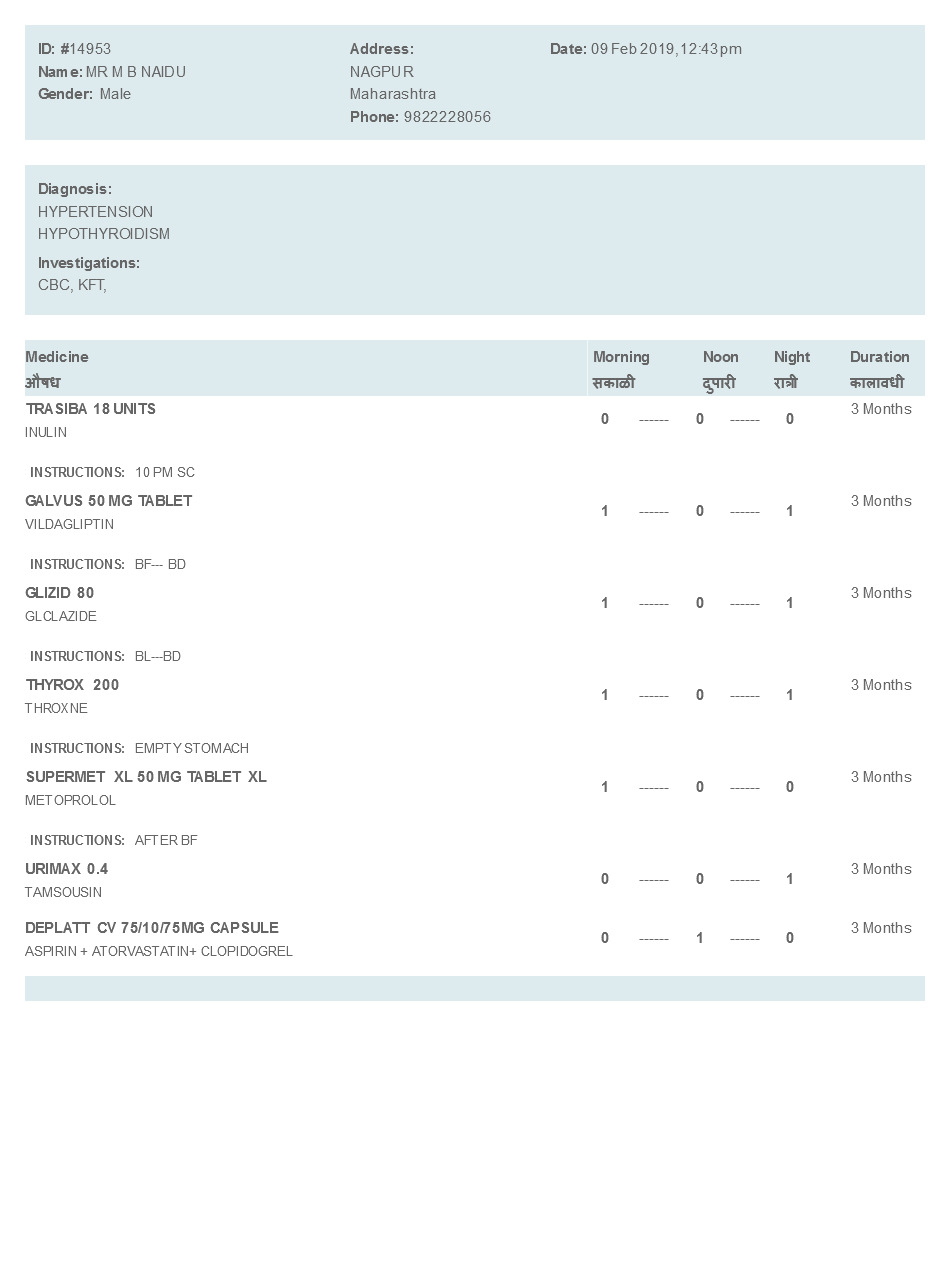 ID: #14953
Name: MR M B NAIDU
Gender: Male
Address:
NAGPUR
Maharashtra
Phone: 9822228056
Date: 09 Feb 2019, 12:43 pm
Diagnosis:
HYPERTENSION
HYPOTHYROIDISM
Investigations:
CBC, KFT,
Medicine Morning Noon Night Duration
औषध सकाळी दुपारी रात्री कालावधी
TRASIBA 18 UNITS 0 ------ 0 ------ 0 3 Months
INULIN
INSTRUCTIONS: 10 PM SC
GALVUS 50 MG TABLET 1 ------ 0 ------ 1 3 Months
VILDAGLIPTIN
INSTRUCTIONS: BF--- BD
GLIZID 80 1 ------ 0 ------ 1 3 Months
GLCLAZIDE
INSTRUCTIONS: BL---BD
THYROX 200 1 ------ 0 ------ 1 3 Months
THROXNE
INSTRUCTIONS: EMPTY STOMACH
SUPERMET XL 50 MG TABLET XL 1 ------ 0 ------ 0 3 Months
METOPROLOL
INSTRUCTIONS: AFTER BF
URIMAX 0.4 0 ------ 0 ------ 1 3 Months
TAMSOUSIN
DEPLATT CV 75/10/75MG CAPSULE 0 ------ 1 ------ 0 3 Months
ASPIRIN + ATORVASTATIN+ CLOPIDOGREL